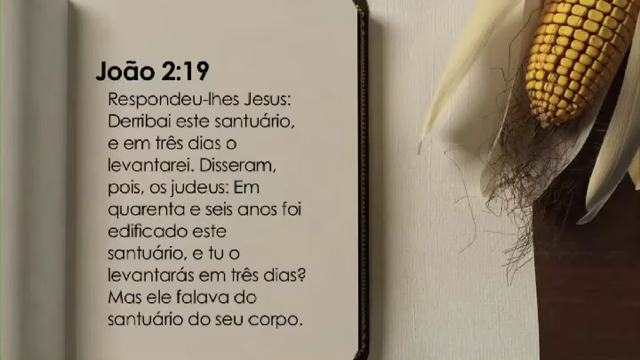 João 2:19
Respondeu-lhes Jesus:
Derribai este santuário,
e em três dias o
levantarei. Disseram,
pois, os judeus: Em
quarenta e seis anos foi
edificado este
santuário, e tu o
levantarás em três dias?
Mas ele falava do
santuário do seu corpo.